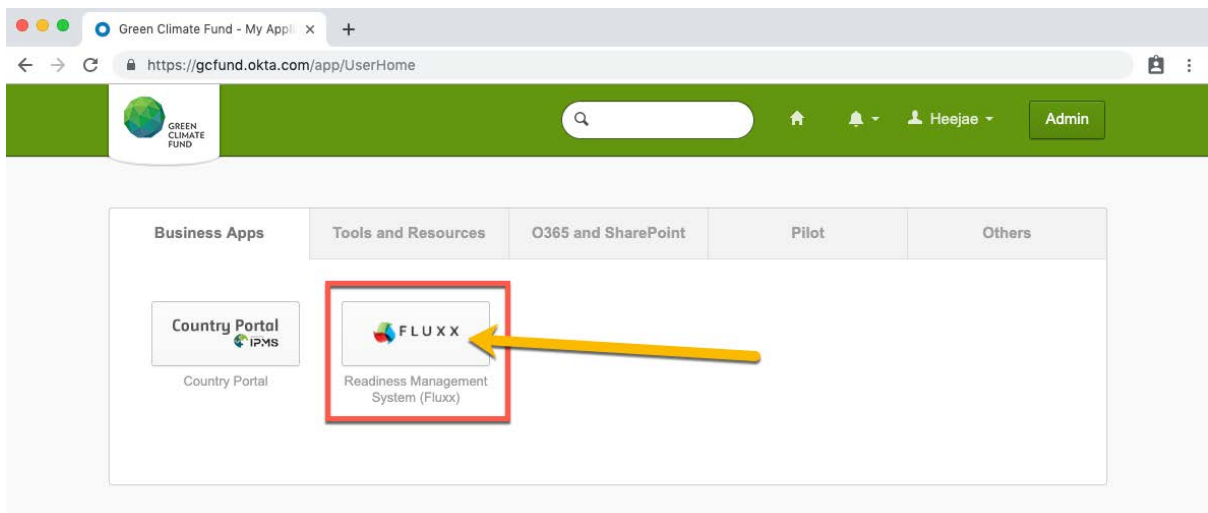 Green Climate Fund - My Appli
https://gcfund.okta.com/app/UserHome
GREEN
CLIMATE
FUND
Heejae
Admin
Business Apps
Tools and Resources
O365 and SharePoint
Pilot
Others
Country Portal
iPMS
FLUXX
Country Portal
Readiness Management
System (Fluxx)